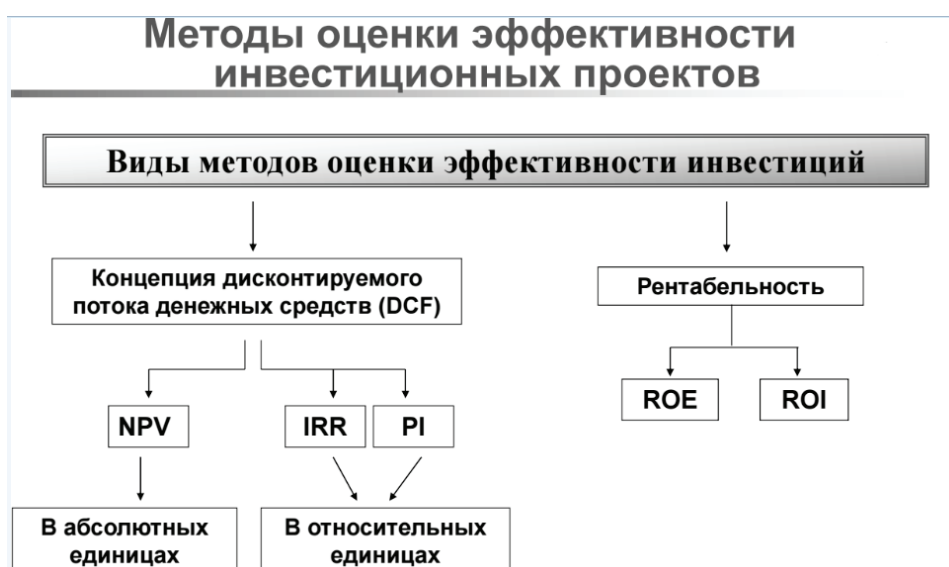 Методы оценки эффективности
инвестиционных проектов
Виды методов оценки эффективности инвестиций
Концепция дисконтируемого
потока денежных средств (DCF)
Рентабельность
NPV
IRR
PI
ROE
ROI
В абсолютных
единицах
В относительных
единицах